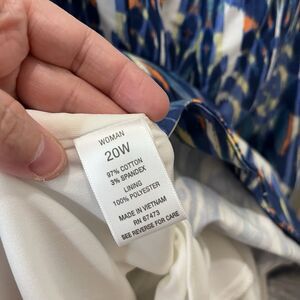 WOMAN
20W
97% COTTON
3% SPANDEX
LINING
100% POLYESTER
MADE IN VIETNAM
RN 67473
SEE REVERSE FOR CARE